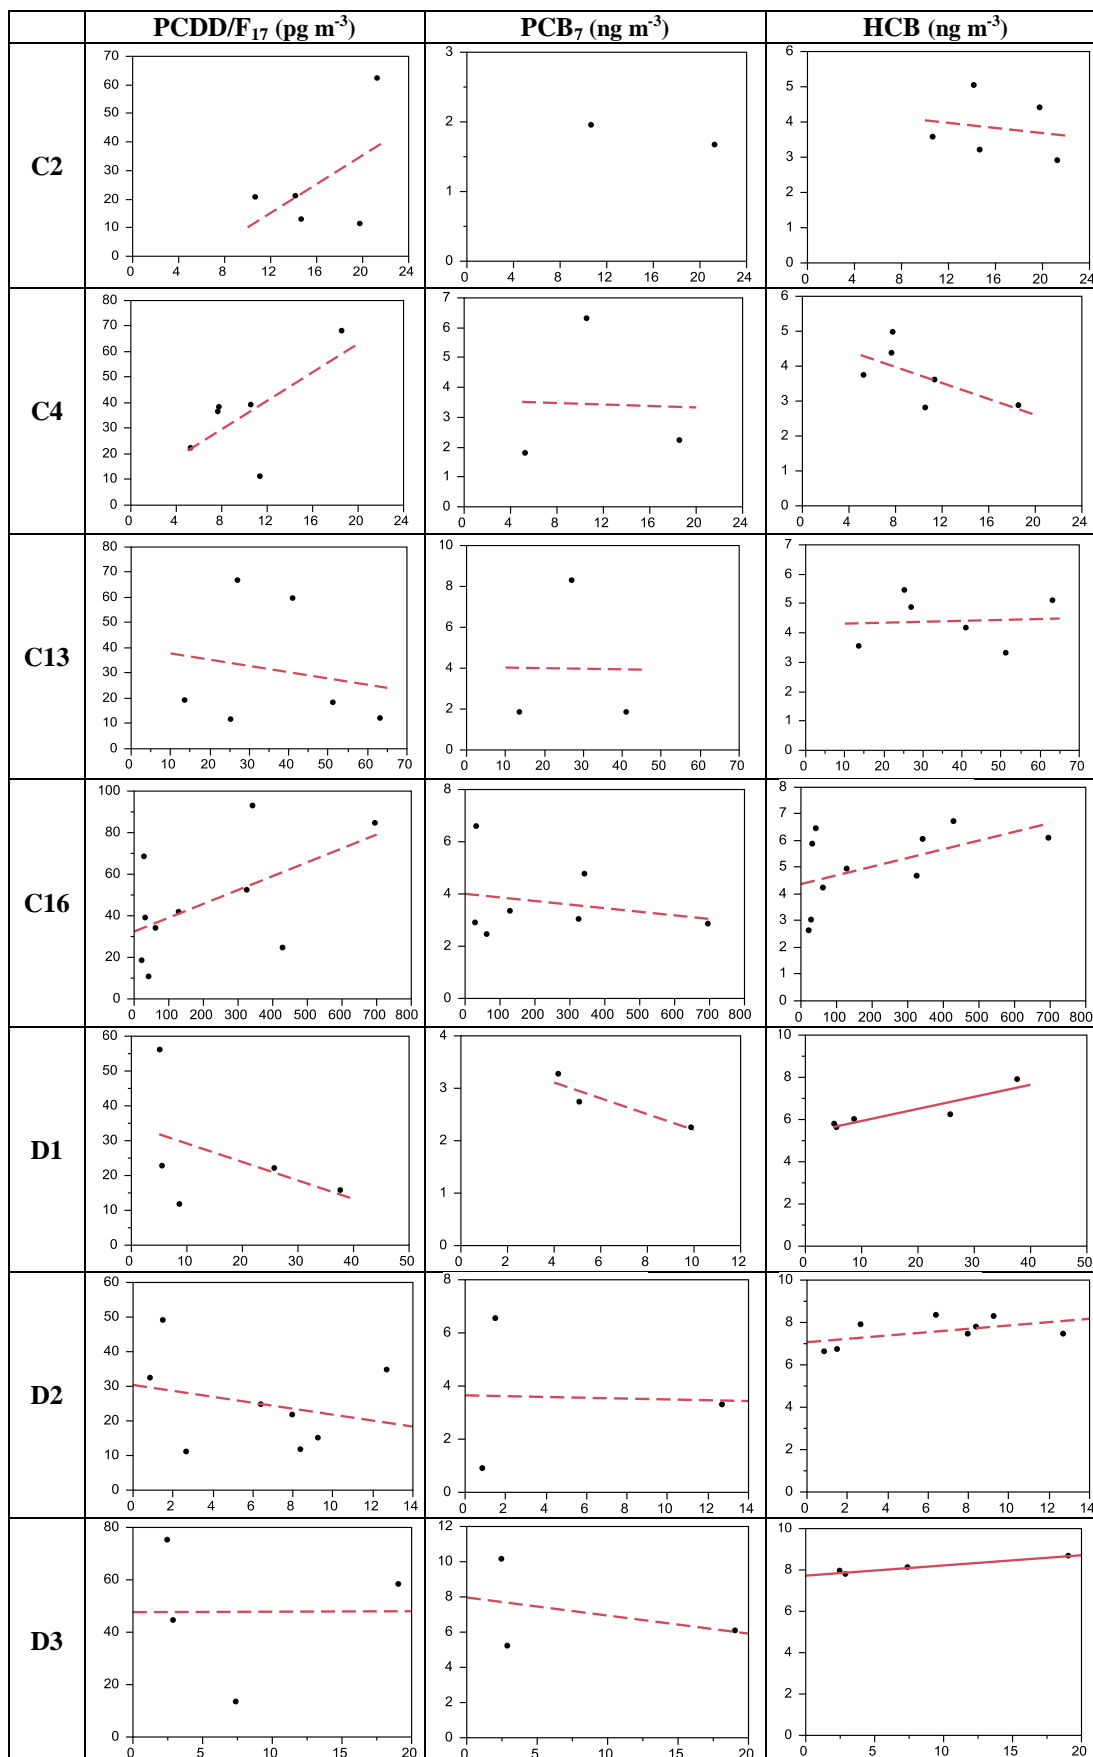 PCDD/F17 (pg m-3) PCB7 (ng m-3) HCB (ng m-3)
C2
70 60 50 40 30 20 10 0
0 4 8 12 16 20 24
3 2 1 0
0 4 8 12 16 20 24
6 5 4 3 2 1 0
0 4 8 12 16 20 24
C4
80 70 60 50 40 30 20 10 0
0 4 8 12 16 20 24
7 6 5 4 3 2 1 0
0 4 8 12 16 20 24
6 5 4 3 2 1 0
0 4 8 12 16 20 24
C13
80 70 60 50 40 30 20 10 0
0 10 20 30 40 50 60 70
10 8 6 4 2 0
0 10 20 30 40 50 60 70
7 6 5 4 3 2 1 0
0 10 20 30 40 50 60 70
C16
100 80 60 40 20 0
0 100 200 300 400 500 600 700 800
8 6 4 2 0
0 100 200 300 400 500 600 700 800
8 7 6 5 4 3 2 1 0
100 200 300 400 500 600 700 800
D1
60 50 40 30 20 10 0
0 10 20 30 40 50
4 3 2 1 0
0 2 4 6 8 10 12
10 8 6 4 2 0
0 10 20 30 40 50
D2
60 50 40 30 20 10 0
0 2 4 6 8 10 12 14
8 6 4 2 0
0 2 4 6 8 10 12 14
10 8 6 4 2 0
0 2 4 6 8 10 12 14
D3
80 60 40 20 0
0 5 10 15 20
12 10 8 6 4 2 0
0 5 10 15 20
10 8 6 4 2 0
0 5 10 15 20